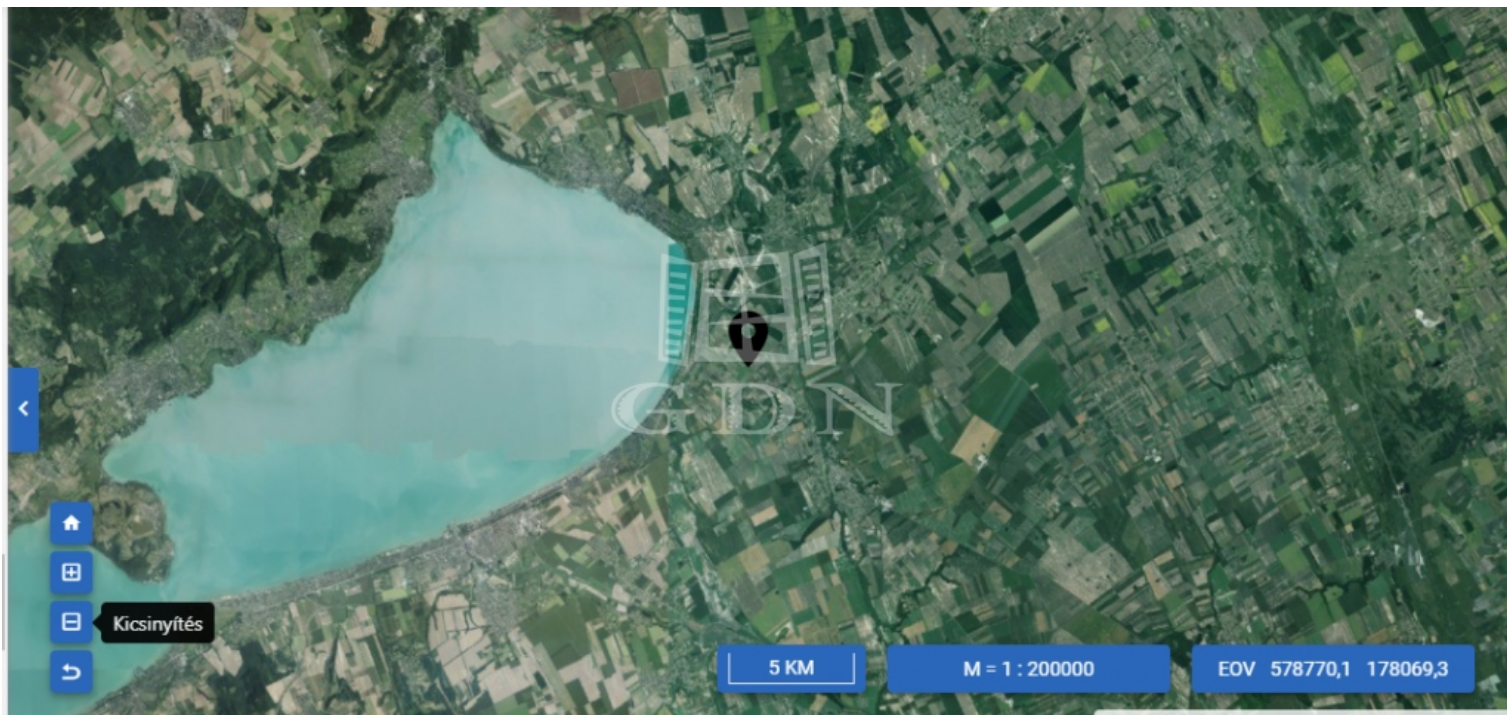 GDN
Kicsinyítés
5 KM
M = 1 : 200000
EOV 578770,1 178069,3